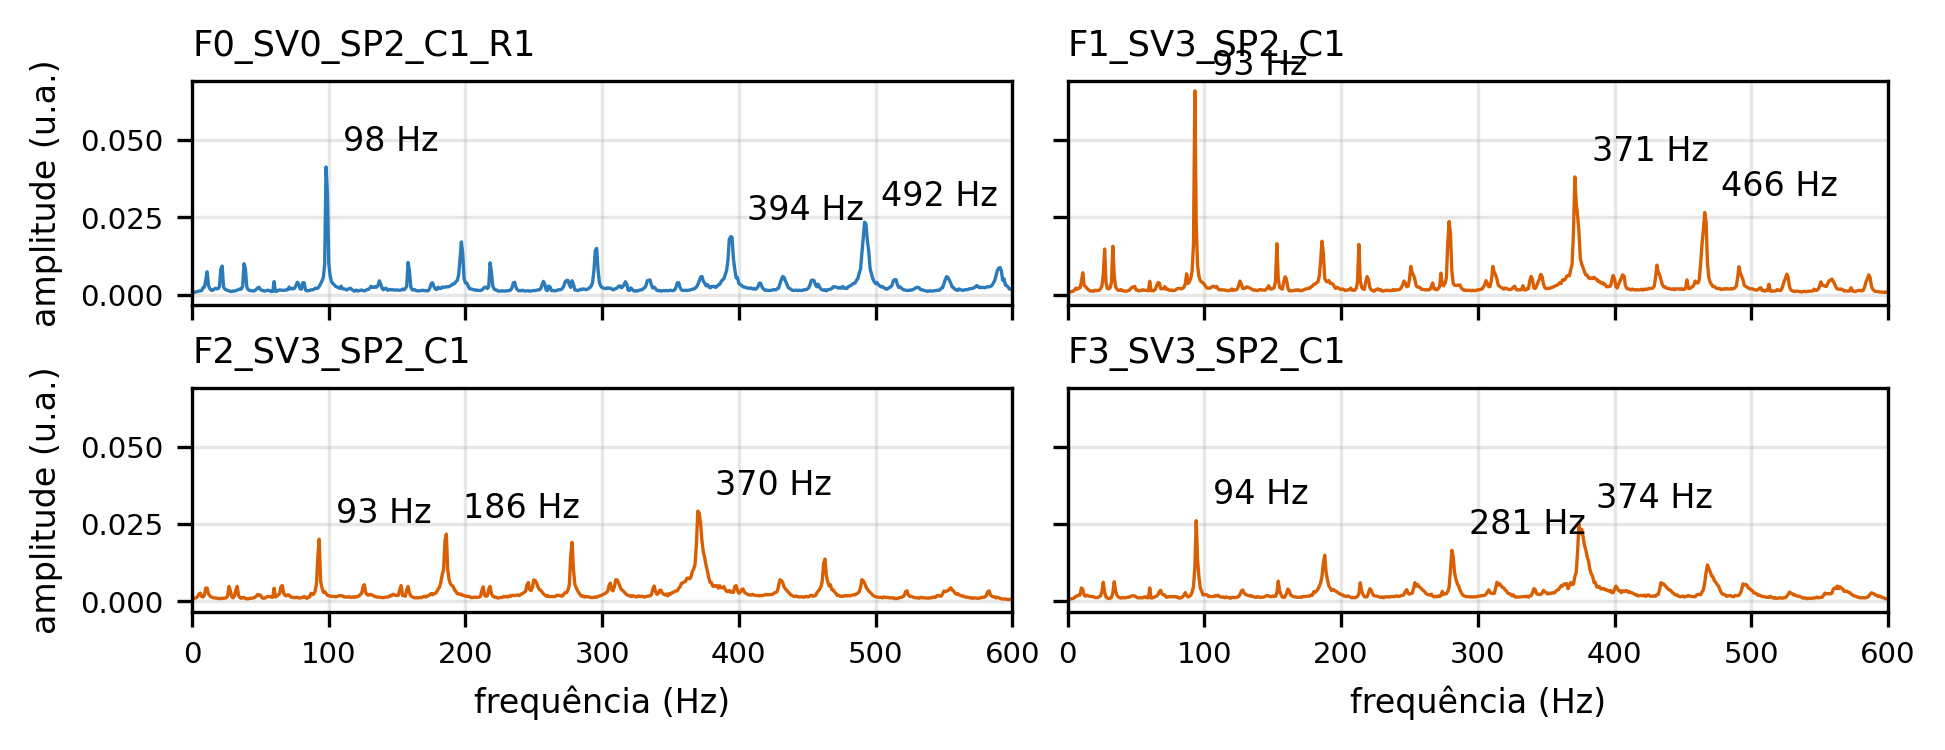 F0_SV0_SP2_C1_R1
F1_SV3_SP2_C1
amplitude (u.a.)
0.050
0.025
0.000
98 Hz
394 Hz
492 Hz
93 Hz
371 Hz
466 Hz
F2_SV3_SP2_C1
F3_SV3_SP2_C1
amplitude (u.a.)
0.050
0.025
0.000
93 Hz
186 Hz
370 Hz
94 Hz
281 Hz
374 Hz
0 100 200 300 400 500 600
0 100 200 300 400 500 600
frequência (Hz)
frequência (Hz)